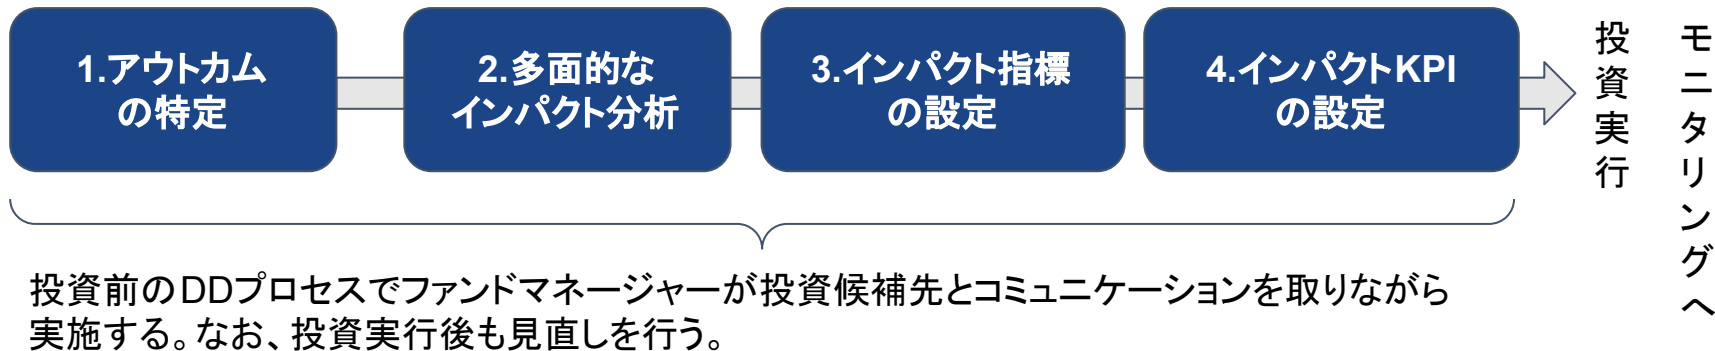 1.アウトカム
の特定
2.多面的な
インパクト分析
3.インパクト指標
の設定
4.インパクトKPI
の設定
投資実行
モニタリングへ
投資前のDDプロセスでファンドマネージャーが投資候補先とコミュニケーションを取りながら
実施する。なお、投資実行後も見直しを行う。